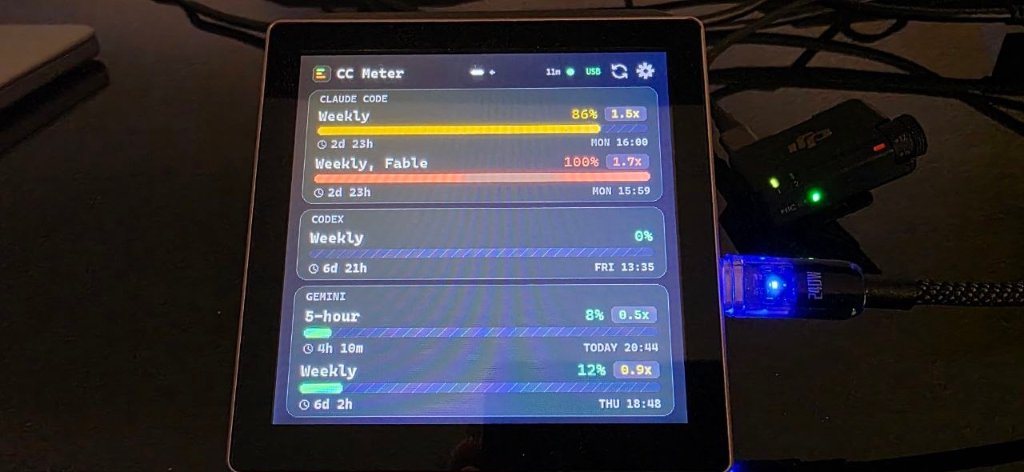 CC Meter
11m USB
CLAUDE CODE
Weekly 86% 1.5x
2d 23h MON 16:00
Weekly, Fable 100% 1.7x
2d 23h MON 15:59
CODEX
Weekly 0%
6d 21h FRI 13:35
GEMINI
5-hour 8% 0.5x
4h 10m TODAY 20:44
Weekly 12% 0.9x
6d 2h THU 18:48
240W